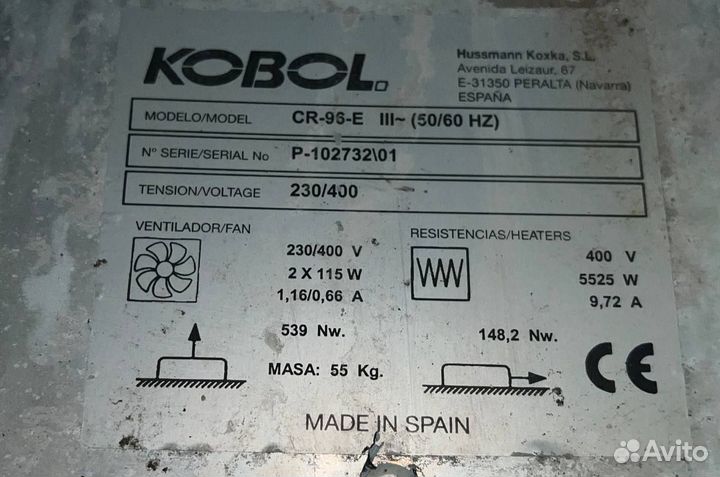 KOBOL
Hussmann Koxka, S.L.
Avenida Leizaur, 67
E-31350 PERALTA (Navarra)
ESPAÑA
MODELO/MODEL CR-96-E III~ (50/60 HZ)
Nº SERIE/SERIAL No P-102732\01
TENSION/VOLTAGE 230/400
VENTILADOR/FAN
230/400 V
2 X 115 W
1,16/0,66 A
RESISTENCIAS/HEATERS
400 V
5525 W
9,72 A
539 Nw.
148,2 Nw.
MASA: 55 Kg.
CE
MADE IN SPAIN
Avito